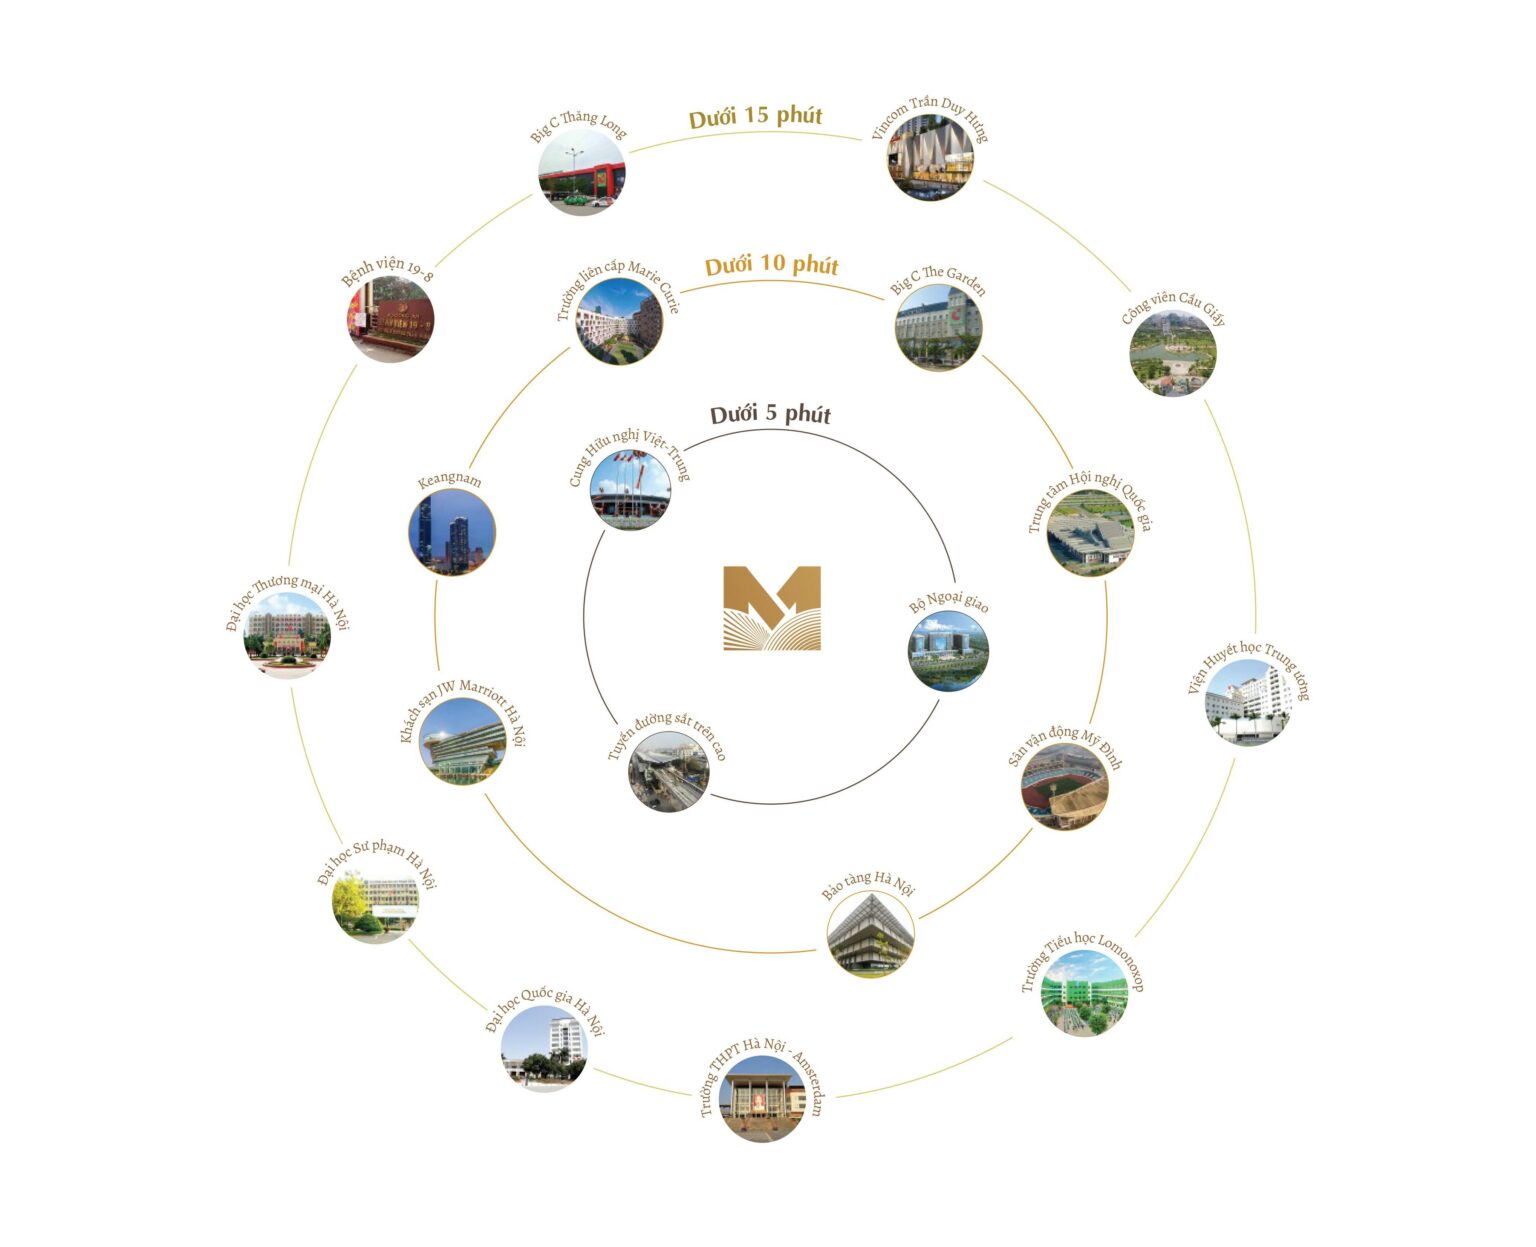 Dưới 15 phút
Big C Thăng Long
Vincom Trần Duy Hưng
Bệnh viện 19-8
Công viên Cầu Giấy
Đại học Thương mại Hà Nội
Viện Huyết học Trung ương
Đại học Sư phạm Hà Nội
Trường Tiểu học Lomonoxop
Đại học Quốc gia Hà Nội
Trường THPT Hà Nội - Amsterdam
Dưới 10 phút
Trường liên cấp Marie Curie
Big C The Garden
Keangnam
Trung tâm Hội nghị Quốc gia
Khách sạn JW Marriott Hà Nội
Sân vận động Mỹ Đình
Bảo tàng Hà Nội
Dưới 5 phút
Cung Hữu nghị Việt-Trung
Bộ Ngoại giao
Tuyến đường sắt trên cao
M